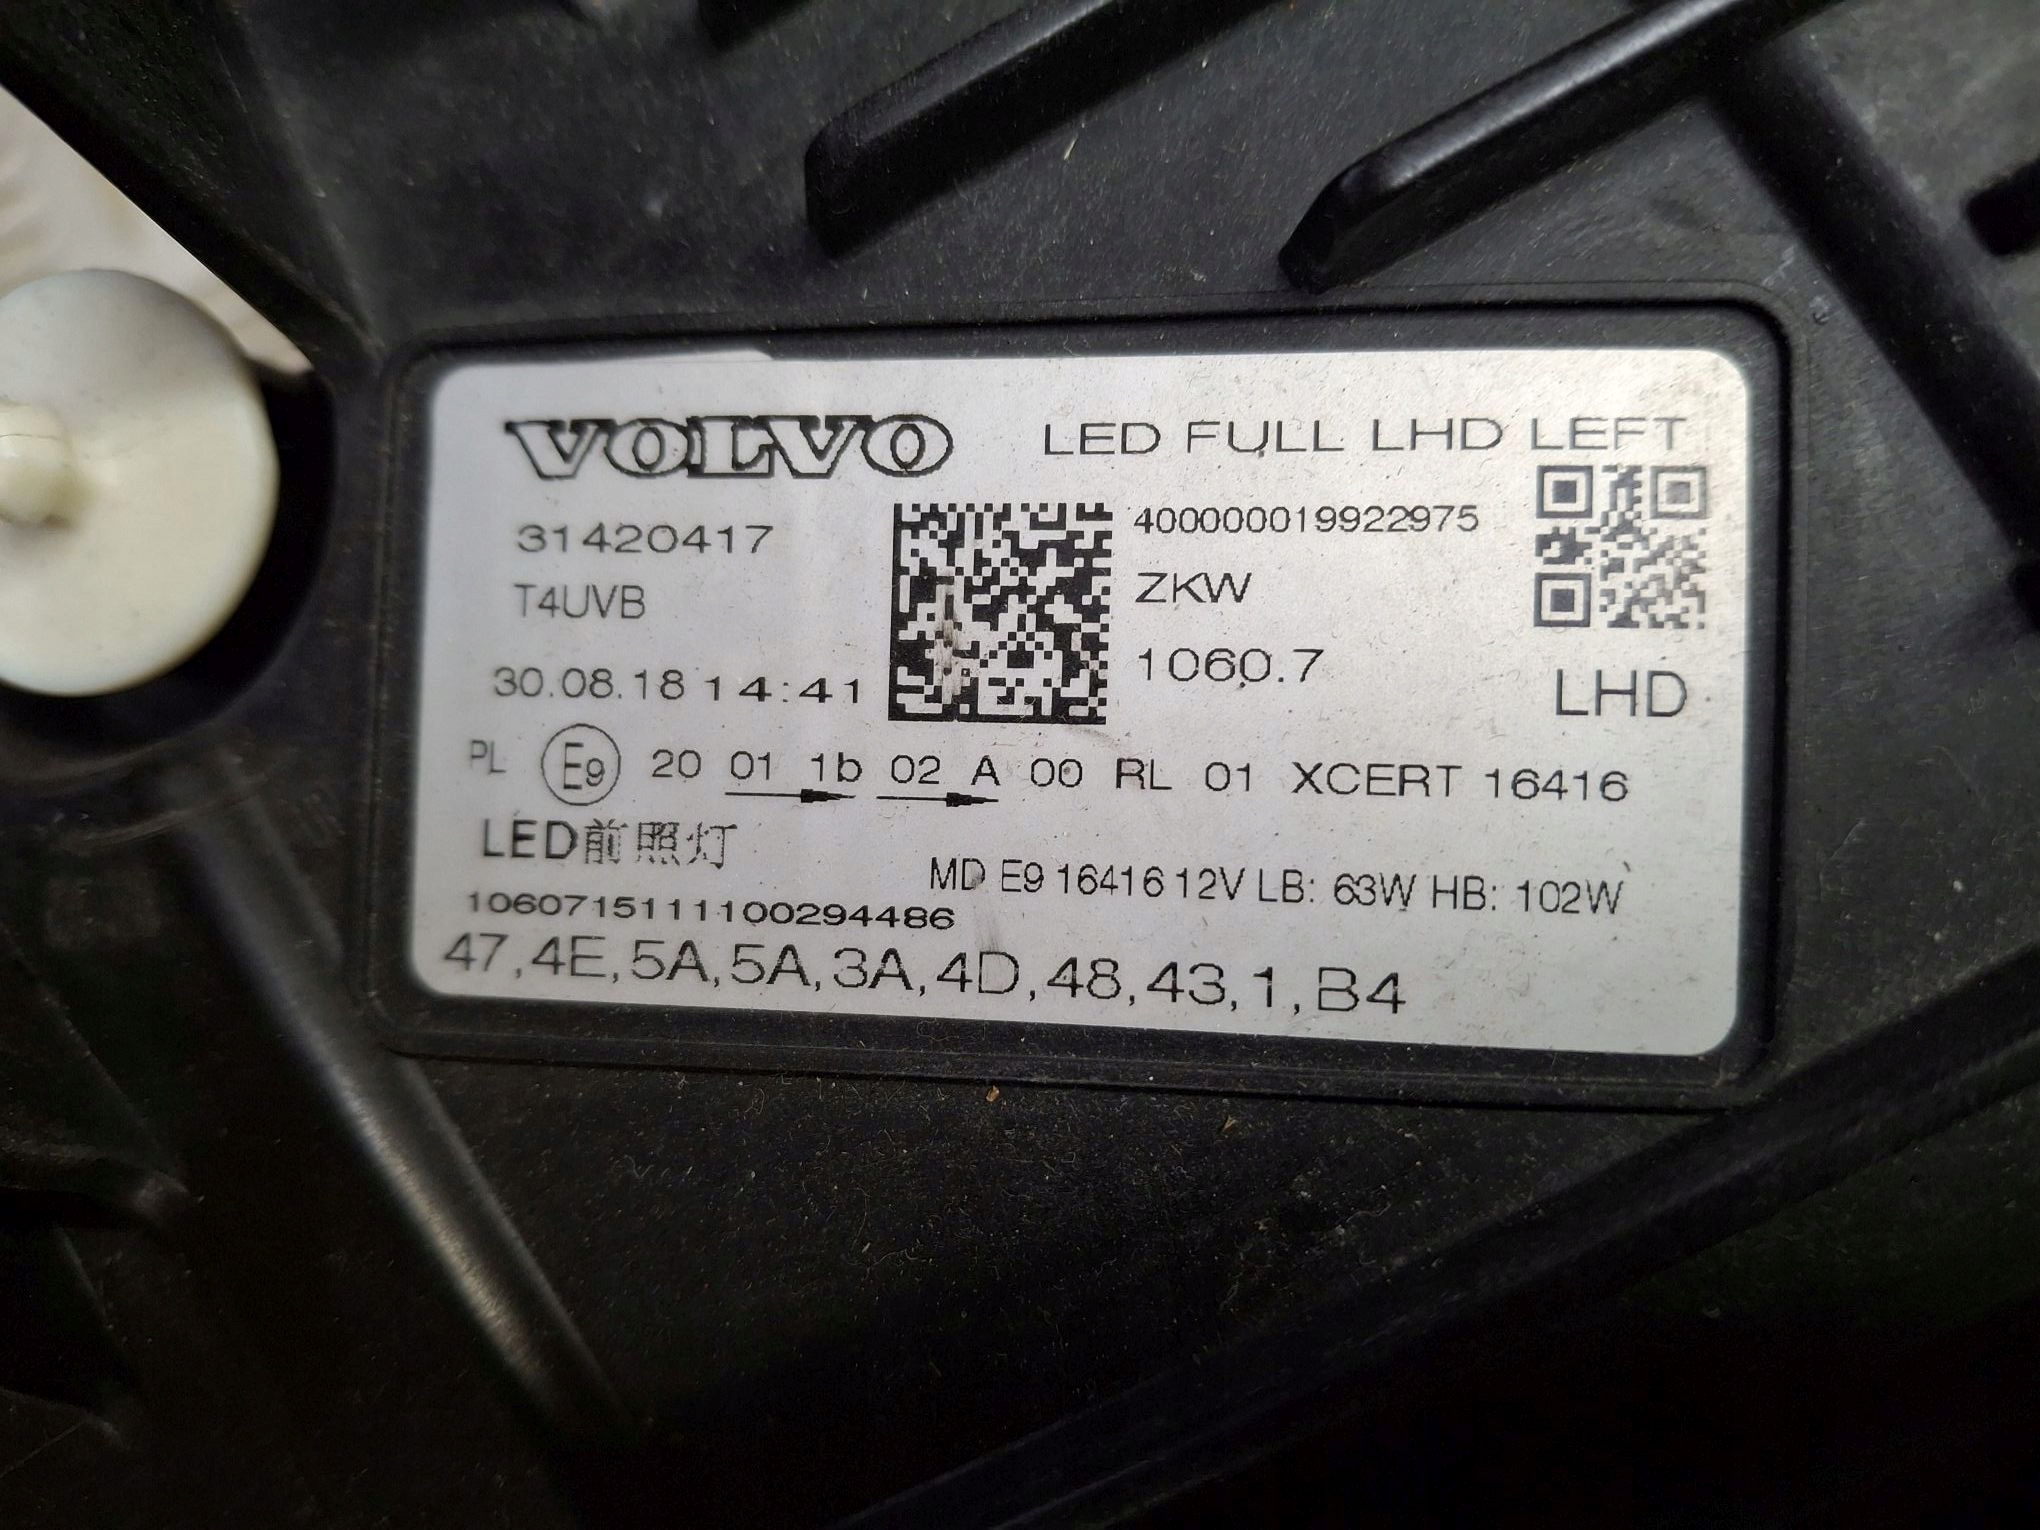 VOLVO LED FULL LHD LEFT
31420417 400000019922975
T4UVB ZKW
30.08.18 14:41 1060.7 LHD
PL E9 20 01 1b 02 A 00 RL 01 XCERT 16416
LED前照灯
MD E9 16416 12V LB: 63W HB: 102W
1060715111100294486
47,4E,5A,5A,3A,4D,48,43,1,B4